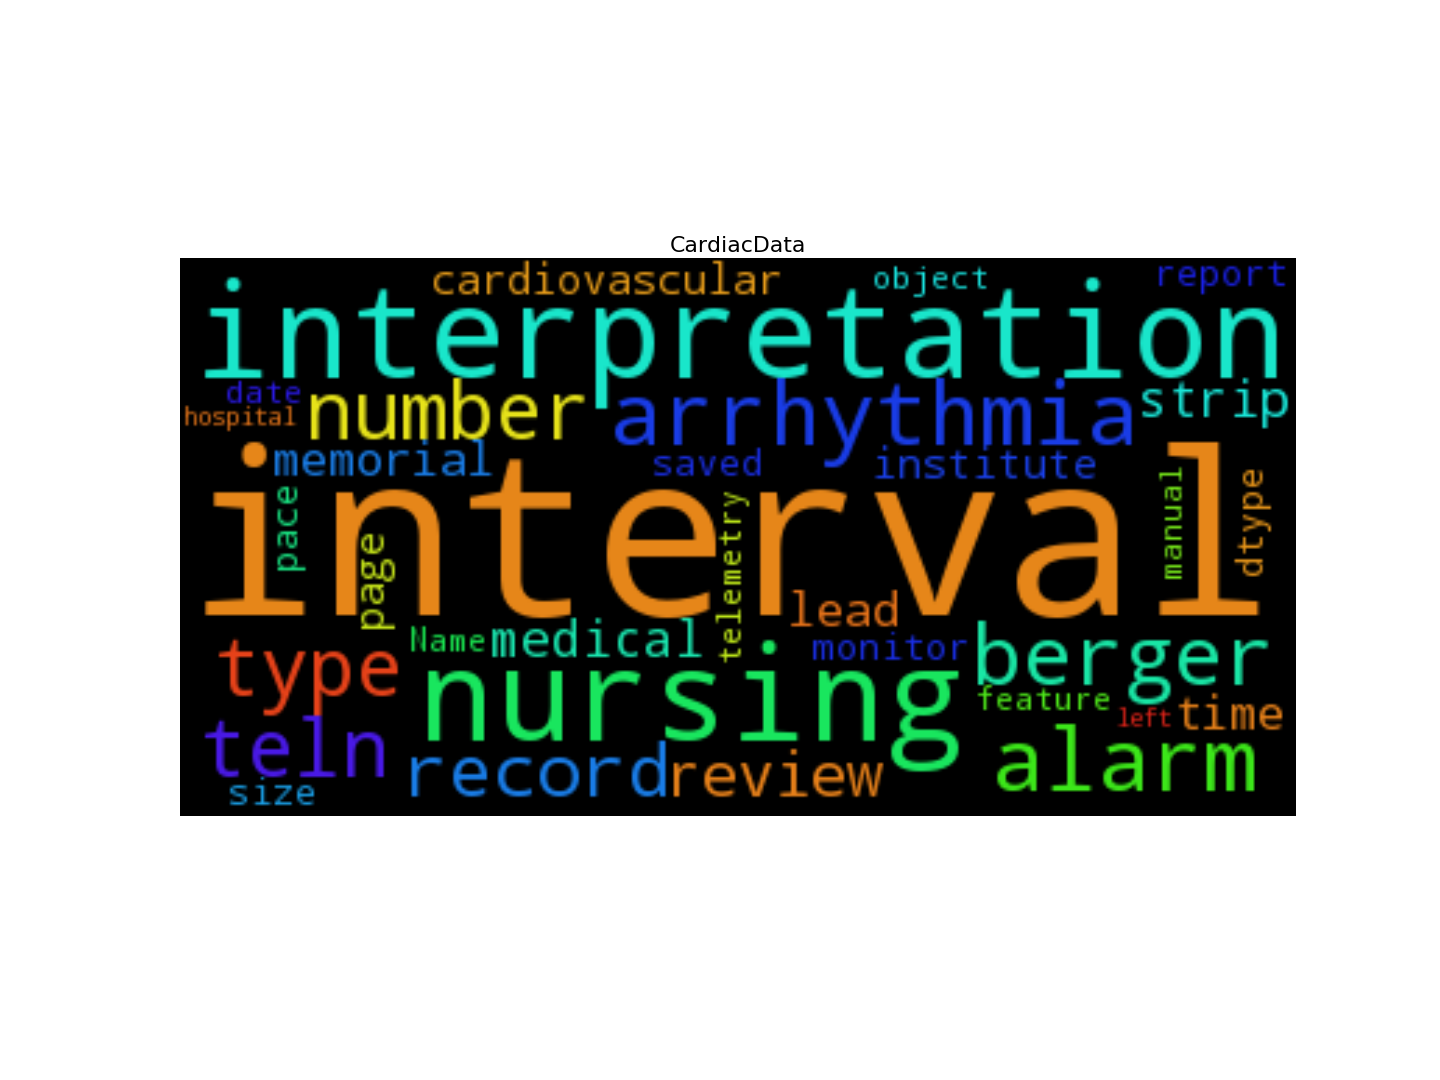 CardiacData
cardiovascular
object
report
interpretation
date
hospital
number
arrhythmia
strip
memorial
saved
institute
interval
pace
page
telemetry
manual
dtype
lead
Name
medical
monitor
berger
type
nursing
feature
left
time
teln
record
review
alarm
size